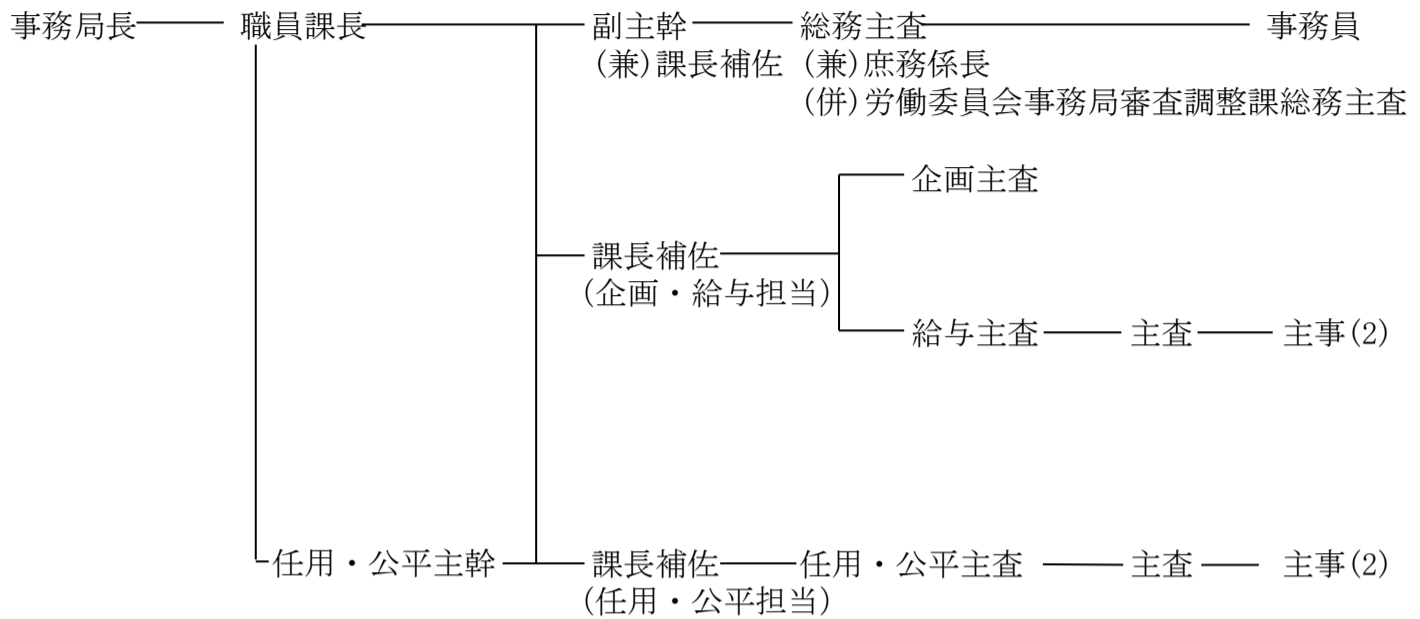 事務局長 職員課長 副主幹 総務主査 事務員
(兼)課長補佐 (兼)庶務係長
(併)労働委員会事務局審査調整課総務主査
企画主査
課長補佐
(企画・給与担当)
給与主査 主査 主事(2)
任用・公平主幹 課長補佐 任用・公平主査 主査 主事(2)
(任用・公平担当)